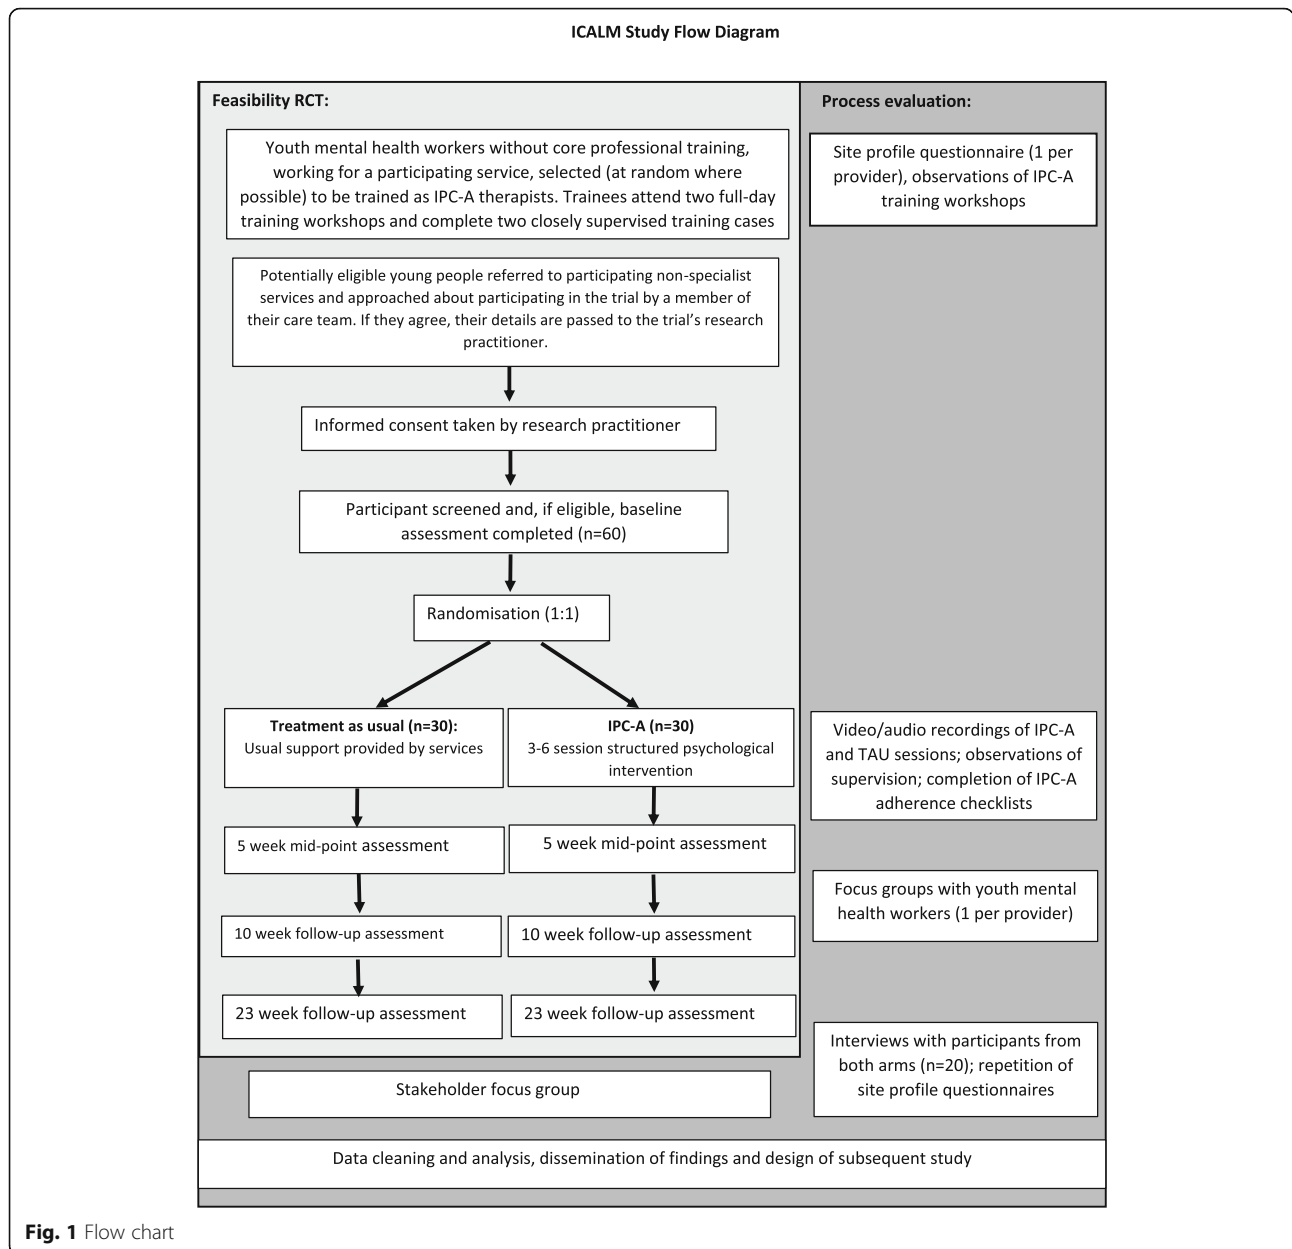 ICALM Study Flow Diagram
Feasibility RCT:
Youth mental health workers without core professional training,
working for a participating service, selected (at random where
possible) to be trained as IPC-A therapists. Trainees attend two full-day
training workshops and complete two closely supervised training cases
Potentially eligible young people referred to participating non-specialist
services and approached about participating in the trial by a member of
their care team. If they agree, their details are passed to the trial’s research
practitioner.
Informed consent taken by research practitioner
Participant screened and, if eligible, baseline
assessment completed (n=60)
Randomisation (1:1)
Treatment as usual (n=30):
Usual support provided by services
IPC-A (n=30)
3-6 session structured psychological
intervention
5 week mid-point assessment
5 week mid-point assessment
10 week follow-up assessment
10 week follow-up assessment
23 week follow-up assessment
23 week follow-up assessment
Process evaluation:
Site profile questionnaire (1 per
provider), observations of IPC-A
training workshops
Video/audio recordings of IPC-A
and TAU sessions; observations of
supervision; completion of IPC-A
adherence checklists
Focus groups with youth mental
health workers (1 per provider)
Interviews with participants from
both arms (n=20); repetition of
site profile questionnaires
Stakeholder focus group
Data cleaning and analysis, dissemination of findings and design of subsequent study
Fig. 1 Flow chart